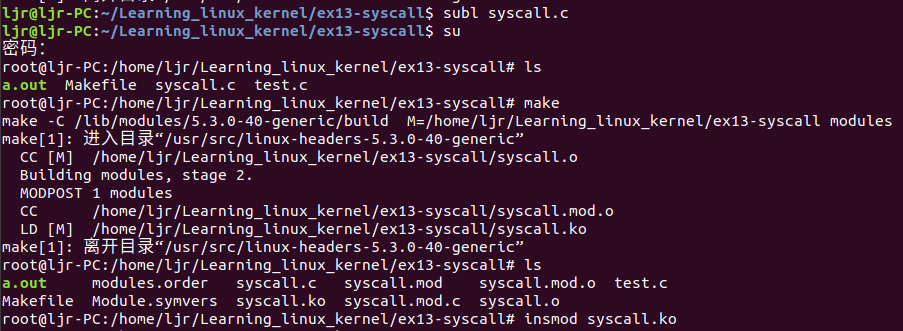 ljr@ljr-PC:~/Learning_linux_kernel/ex13-syscall$ subl syscall.c
ljr@ljr-PC:~/Learning_linux_kernel/ex13-syscall$ su
密码：
root@ljr-PC:/home/ljr/Learning_linux_kernel/ex13-syscall# ls
a.out  Makefile  syscall.c  test.c
root@ljr-PC:/home/ljr/Learning_linux_kernel/ex13-syscall# make
make -C /lib/modules/5.3.0-40-generic/build  M=/home/ljr/Learning_linux_kernel/ex13-syscall modules
make[1]: 进入目录“/usr/src/linux-headers-5.3.0-40-generic”
  CC [M]  /home/ljr/Learning_linux_kernel/ex13-syscall/syscall.o
  Building modules, stage 2.
  MODPOST 1 modules
  CC      /home/ljr/Learning_linux_kernel/ex13-syscall/syscall.mod.o
  LD [M]  /home/ljr/Learning_linux_kernel/ex13-syscall/syscall.ko
make[1]: 离开目录“/usr/src/linux-headers-5.3.0-40-generic”
root@ljr-PC:/home/ljr/Learning_linux_kernel/ex13-syscall# ls
a.out     modules.order   syscall.c   syscall.mod    syscall.mod.o  test.c
Makefile  Module.symvers  syscall.ko  syscall.mod.c  syscall.o
root@ljr-PC:/home/ljr/Learning_linux_kernel/ex13-syscall# insmod syscall.ko